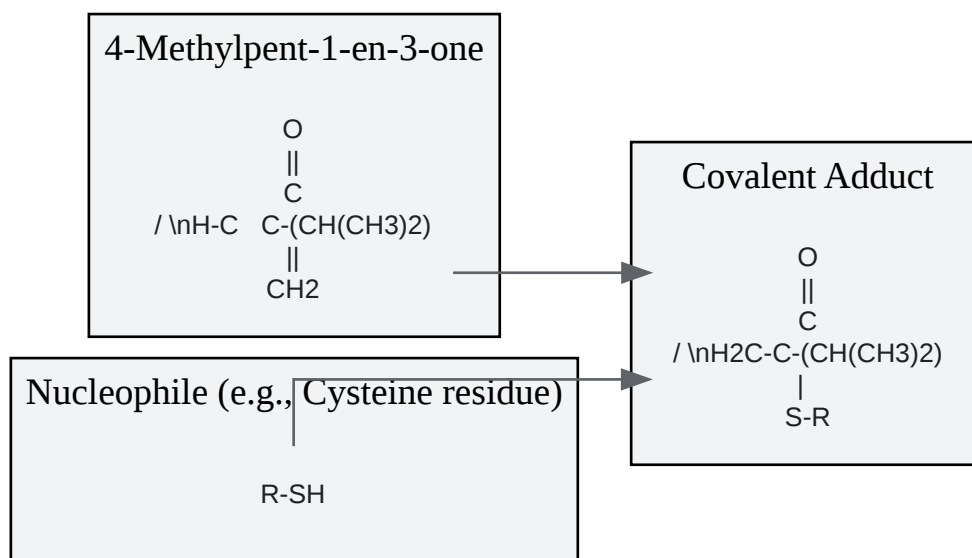 4-Methylpent-1-en-3-one
O
||
C
/ \nH-C   C-(CH(CH3)2)
||
CH2
Covalent Adduct
O
||
C
/ \nH2C-C-(CH(CH3)2)
|
S-R
Nucleophile (e.g., Cysteine residue)
R-SH